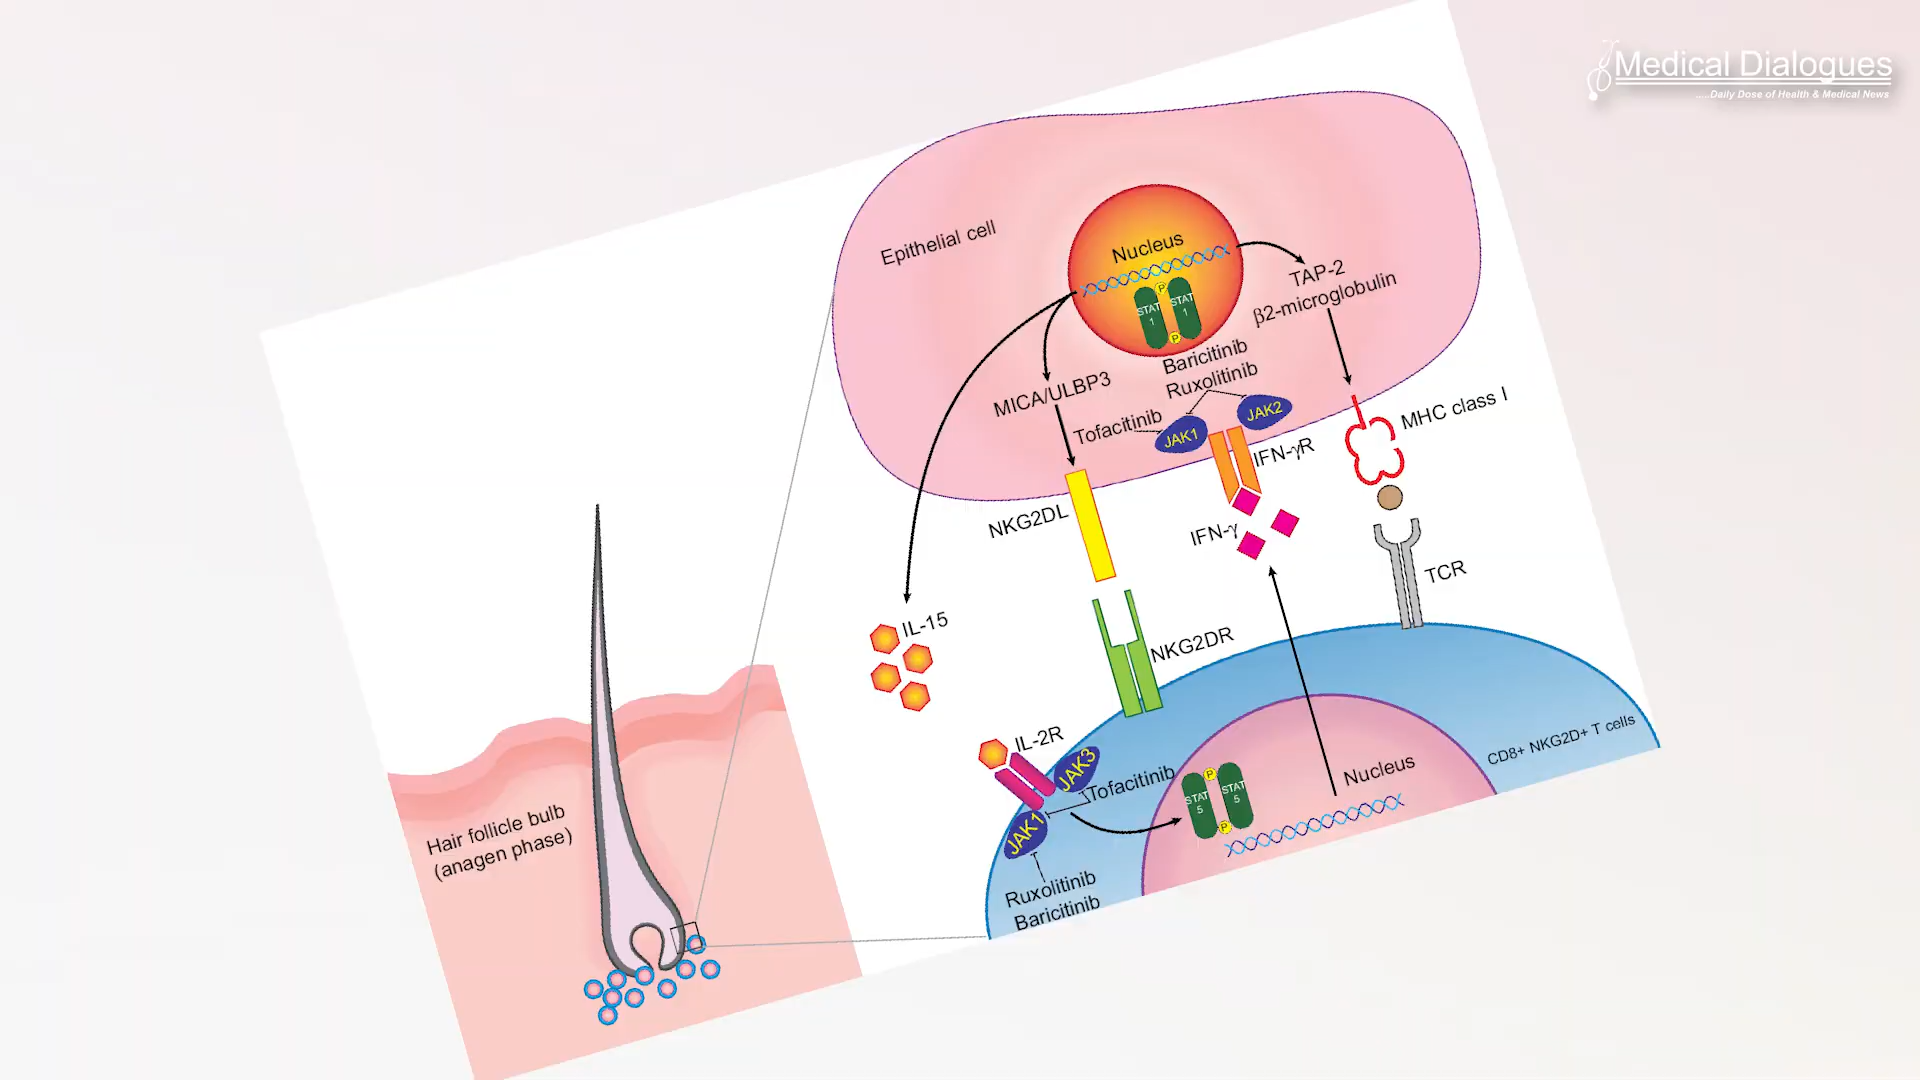 Medical Dialogues
.....Daily Dose of Health & Medical News
Epithelial cell
Nucleus
STAT
1
STAT
1
P
P
TAP-2
β2-microglobulin
Baricitinib
Ruxolitinib
MICA/ULBP3
Tofacitinib
JAK1
JAK2
MHC class I
IFN-γR
NKG2DL
IFN-γ
TCR
IL-15
NKG2DR
IL-2R
JAK3
Tofacitinib
JAK1
STAT
5
STAT
5
P
P
Nucleus
CD8+ NKG2D+ T cells
Ruxolitinib
Baricitinib
Hair follicle bulb
(anagen phase)